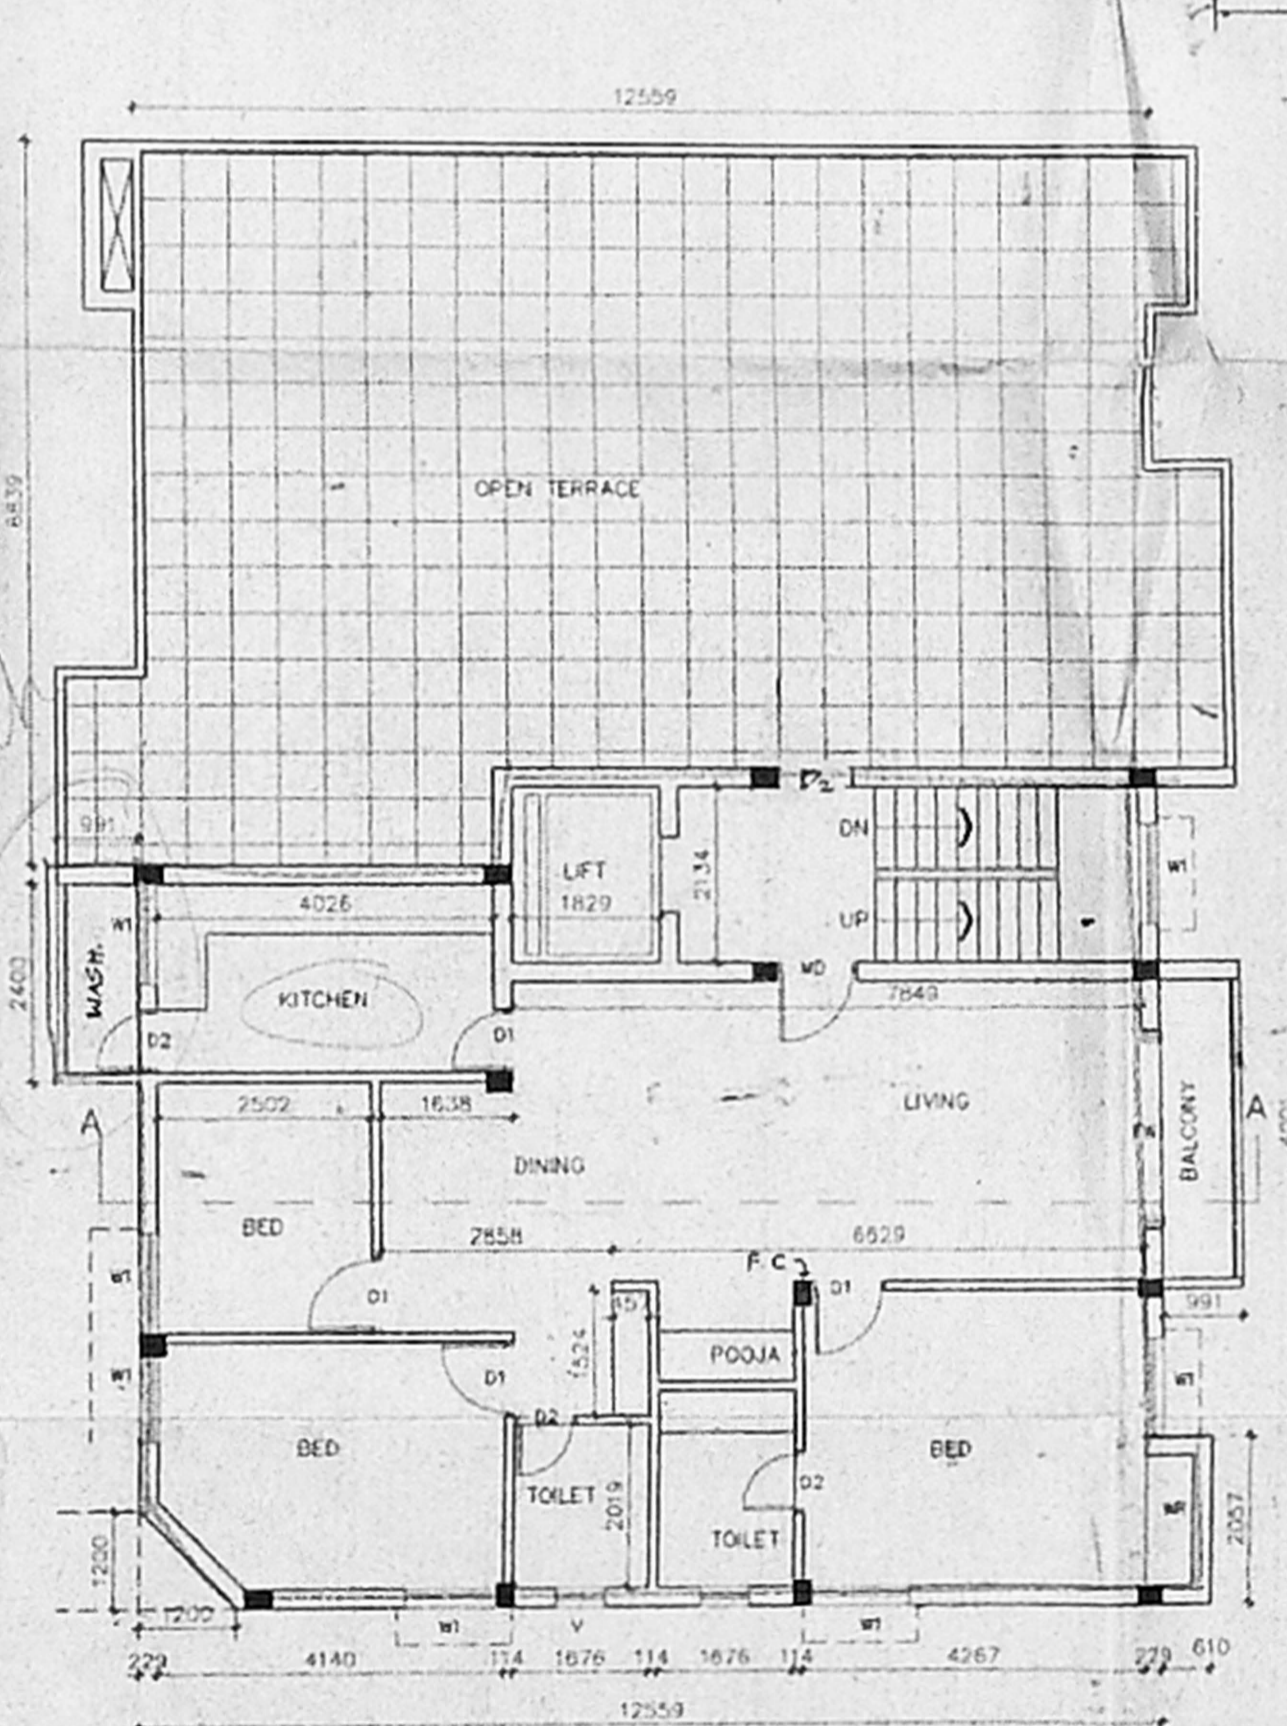 12559
OPEN TERRACE
8839
991
D2
DN
LIFT
W1
4026
1829
2134
UP
W1
WASH.
2400
KITCHEN
MD
7849
D2
D1
2502
1638
LIVING
A
A
BALCONY
DINING
BED
2858
6629
F.C
W1
D1
457
D1
991
1524
POOJA
W1
D1
W1
D2
BED
BED
TOILET
2019
D2
TOILET
2057
1200
1200
W1
V
W1
229
4140
114
1676
114
1676
114
4267
229
610
12559